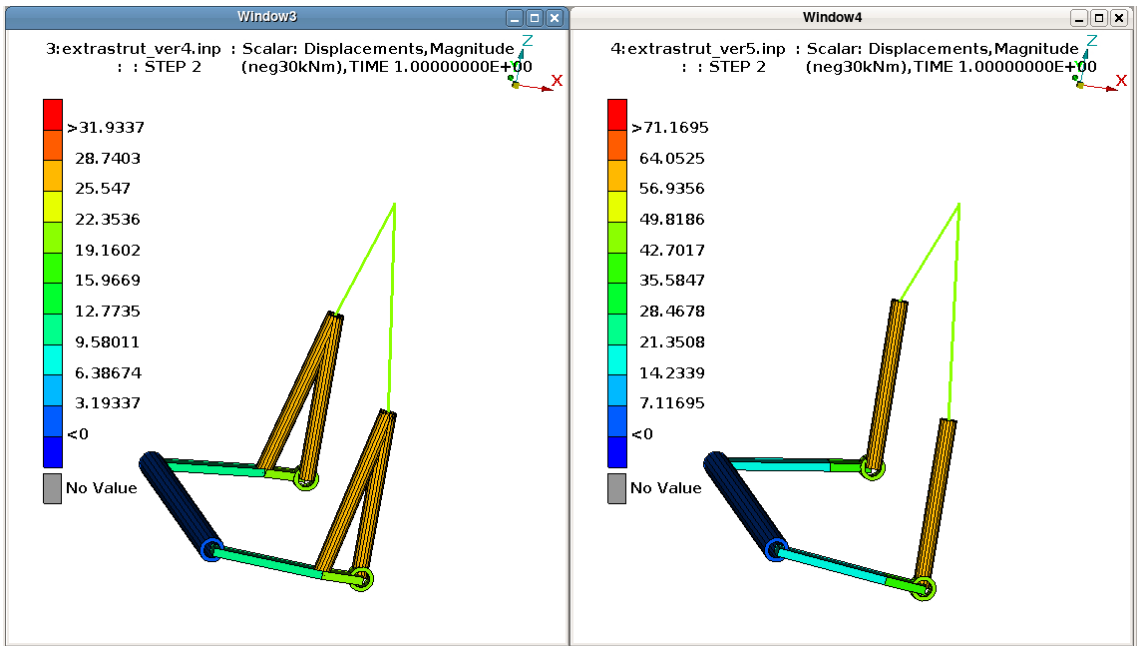 Window3
3:extrastrut_ver4.inp : Scalar: Displacements,Magnitude
: : STEP 2 (neg30kNm),TIME 1.00000000E+00
Z
X
>31.9337
28.7403
25.547
22.3536
19.1602
15.9669
12.7735
9.58011
6.38674
3.19337
<0
No Value
Window4
4:extrastrut_ver5.inp : Scalar: Displacements,Magnitude
: : STEP 2 (neg30kNm),TIME 1.00000000E+00
Z
X
>71.1695
64.0525
56.9356
49.8186
42.7017
35.5847
28.4678
21.3508
14.2339
7.11695
<0
No Value